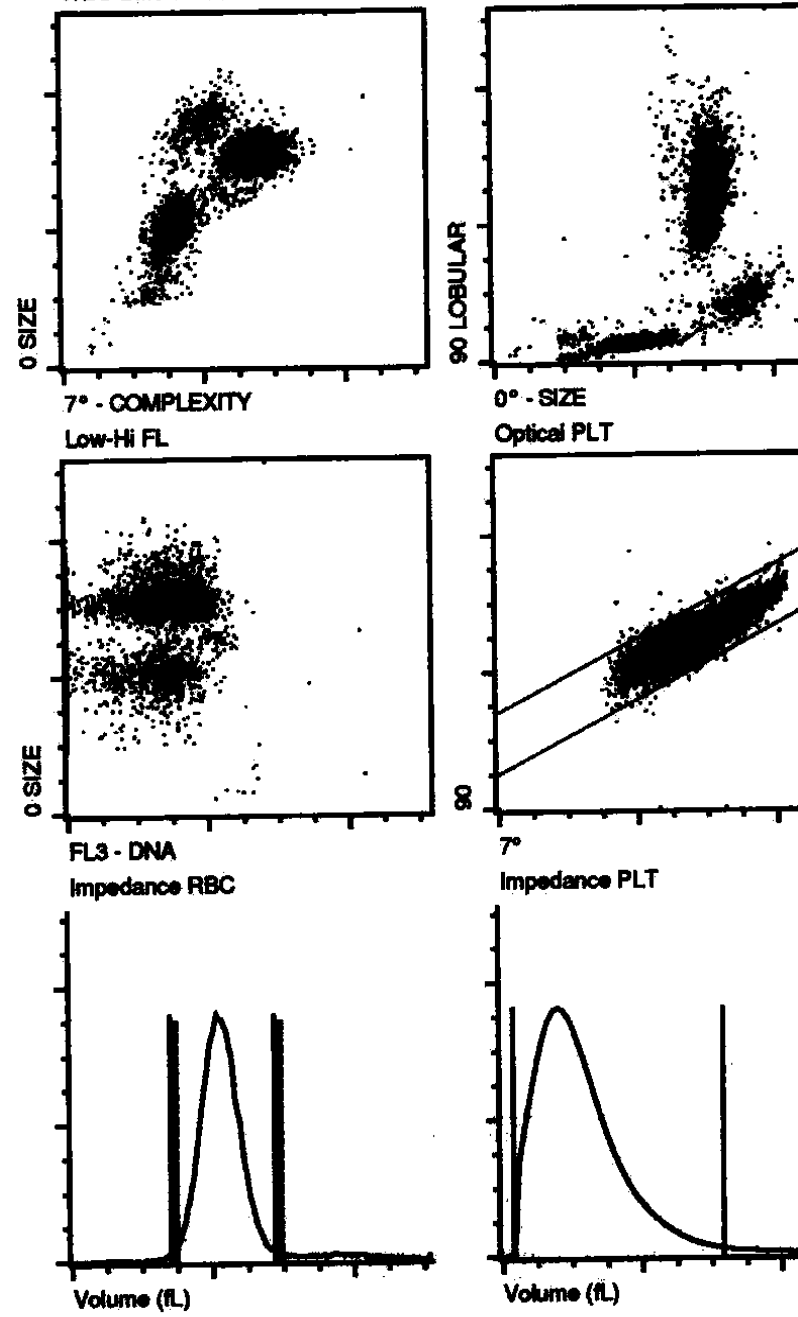 0 SIZE
90 LOBULAR
7° - COMPLEXITY
0° - SIZE
Low-Hi FL
Optical PLT
0 SIZE
90
FL3 - DNA
7°
Impedance RBC
Impedance PLT
Volume (fL)
Volume (fL)